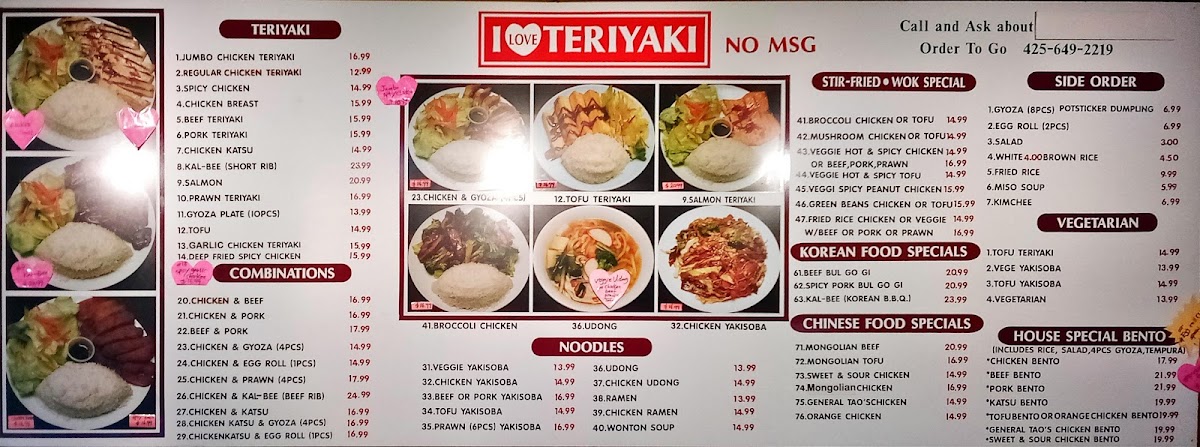 I LOVE TERIYAKI
NO MSG
Call and Ask about
Order To Go 425-649-2219
TERIYAKI
1.JUMBO CHICKEN TERIYAKI 16.99
2.REGULAR CHICKEN TERIYAKI 12.99
3.SPICY CHICKEN 14.99
4.CHICKEN BREAST 15.99
5.BEEF TERIYAKI 15.99
6.PORK TERIYAKI 15.99
7.CHICKEN KATSU 14.99
8.KAL-BEE (SHORT RIB) 23.99
9.SALMON 20.99
10.PRAWN TERIYAKI 16.99
11.GYOZA PLATE (10PCS) 13.99
12.TOFU 14.99
13.GARLIC CHICKEN TERIYAKI 15.99
14.DEEP FRIED SPICY CHICKEN 15.99
COMBINATIONS
20.CHICKEN & BEEF 16.99
21.CHICKEN & PORK 16.99
22.BEEF & PORK 17.99
23.CHICKEN & GYOZA (4PCS) 14.99
24.CHICKEN & EGG ROLL (1PCS) 14.99
25.CHICKEN & PRAWN (4PCS) 17.99
26.CHICKEN & KAL-BEE (BEEF RIB) 24.99
27.CHICKEN & KATSU 16.99
28.CHICKEN KATSU & GYOZA (4PCS) 16.99
29.CHICKENKATSU & EGG ROLL (1PCS) 16.99
23.CHICKEN & GYOZA (4PCS)
12.TOFU TERIYAKI
9.SALMON TERIYAKI
Veggie Udong
41.BROCCOLI CHICKEN
36.UDONG
32.CHICKEN YAKISOBA
NOODLES
31.VEGGIE YAKISOBA 13.99
32.CHICKEN YAKISOBA 14.99
33.BEEF OR PORK YAKISOBA 16.99
34.TOFU YAKISOBA 14.99
35.PRAWN (6PCS) YAKISOBA 16.99
36.UDONG 13.99
37.CHICKEN UDONG 14.99
38.RAMEN 13.99
39.CHICKEN RAMEN 14.99
40.WONTON SOUP 14.99
STIR-FRIED • WOK SPECIAL
41.BROCCOLI CHICKEN OR TOFU 14.99
42.MUSHROOM CHICKEN OR TOFU 14.99
43.VEGGIE HOT & SPICY CHICKEN 14.99
OR BEEF,PORK,PRAWN 16.99
44.VEGGIE HOT & SPICY TOFU 14.99
45.VEGGI SPICY PEANUT CHICKEN 15.99
46.GREEN BEANS CHICKEN OR TOFU 15.99
47.FRIED RICE CHICKEN OR VEGGIE 14.99
W/BEEF OR PORK OR PRAWN 16.99
KOREAN FOOD SPECIALS
61.BEEF BUL GO GI 20.99
62.SPICY PORK BUL GO GI 20.99
63.KAL-BEE (KOREAN B.B.Q.) 23.99
CHINESE FOOD SPECIALS
71.MONGOLIAN BEEF 20.99
72.MONGOLIAN TOFU 16.99
73.SWEET & SOUR CHICKEN 14.99
74.Mongolian CHICKEN 16.99
75.GENERAL TAO'S CHICKEN 14.99
76.ORANGE CHICKEN 14.99
SIDE ORDER
1.GYOZA (8PCS) POTSTICKER DUMPLING 6.99
2.EGG ROLL (2PCS) 6.99
3.SALAD 3.00
4.WHITE 4.00 BROWN RICE 4.50
5.FRIED RICE 9.99
6.MISO SOUP 5.99
7.KIMCHEE 6.99
VEGETARIAN
1.TOFU TERIYAKI 14.99
2.VEGE YAKISOBA 13.99
3.TOFU YAKISOBA 14.99
4.VEGETARIAN 13.99
HOUSE SPECIAL BENTO
(INCLUDES RICE, SALAD,4PCS GYOZA,TEMPURA)
*CHICKEN BENTO 17.99
*BEEF BENTO 21.99
*PORK BENTO 21.99
*KATSU BENTO 19.99
*TOFU BENTO OR ORANGE CHICKEN BENTO 19.99
*GENERAL TAO'S CHICKEN BENTO 19.99
*SWEET & SOUR CHICKEN BENTO 19.99